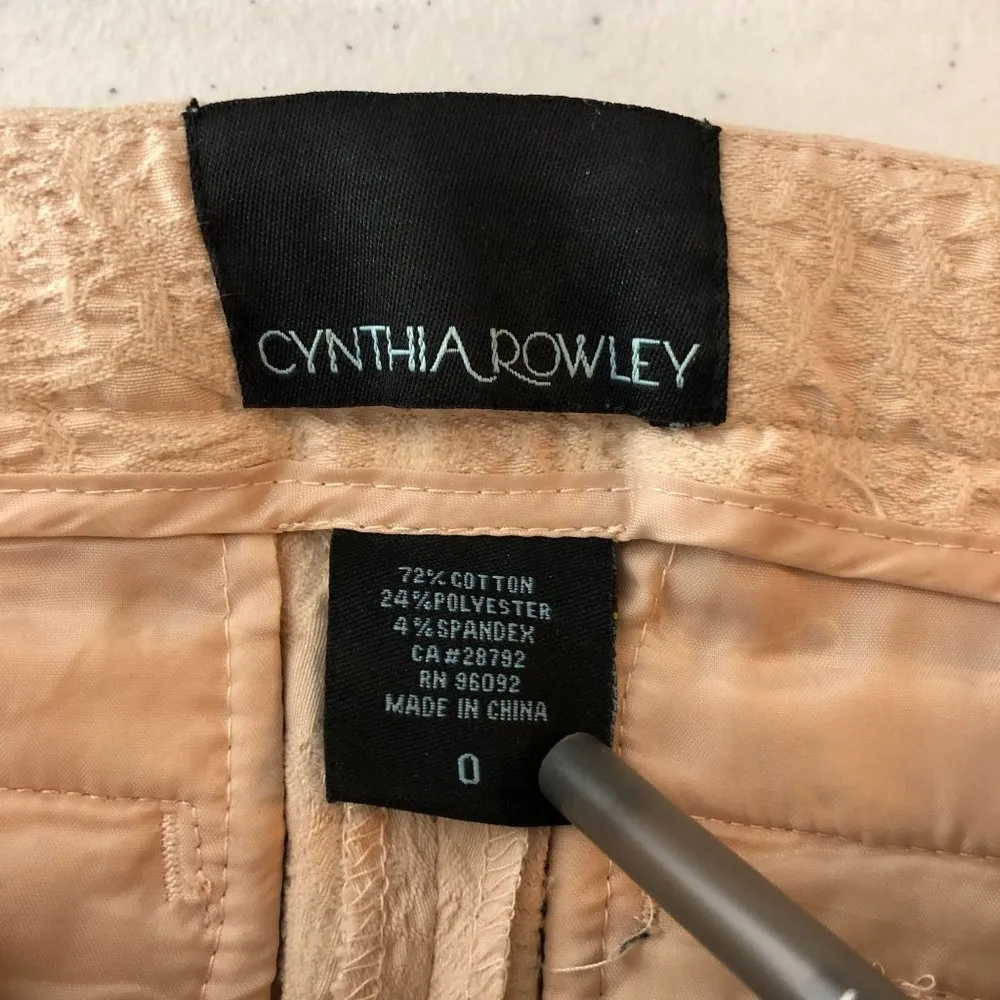 CYNTHIA ROWLEY
72% COTTON
24%POLYESTER
4%SPANDEX
CA#28792
RN 96092
MADE IN CHINA
0